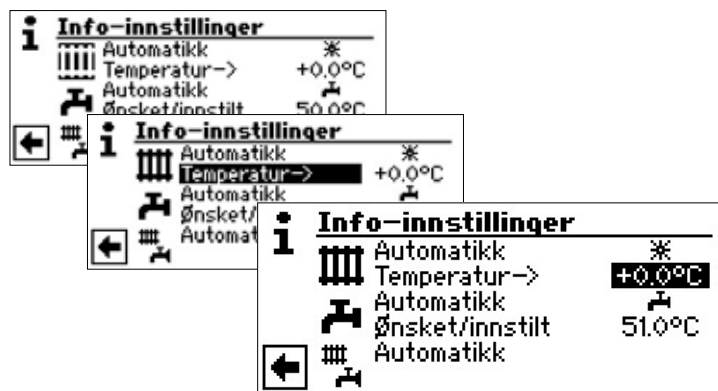 Info-innstillinger
Automatikk
Temperatur-> +0.0°C
Automatikk
Ønsket/innstilt 50.0°C
Info-innstillinger
Automatikk
Temperatur-> +0.0°C
Automatikk
Ønsket/
Automat
Info-innstillinger
Automatikk
Temperatur-> +0.0°C
Automatikk
Ønsket/innstilt 51.0°C
Automatikk